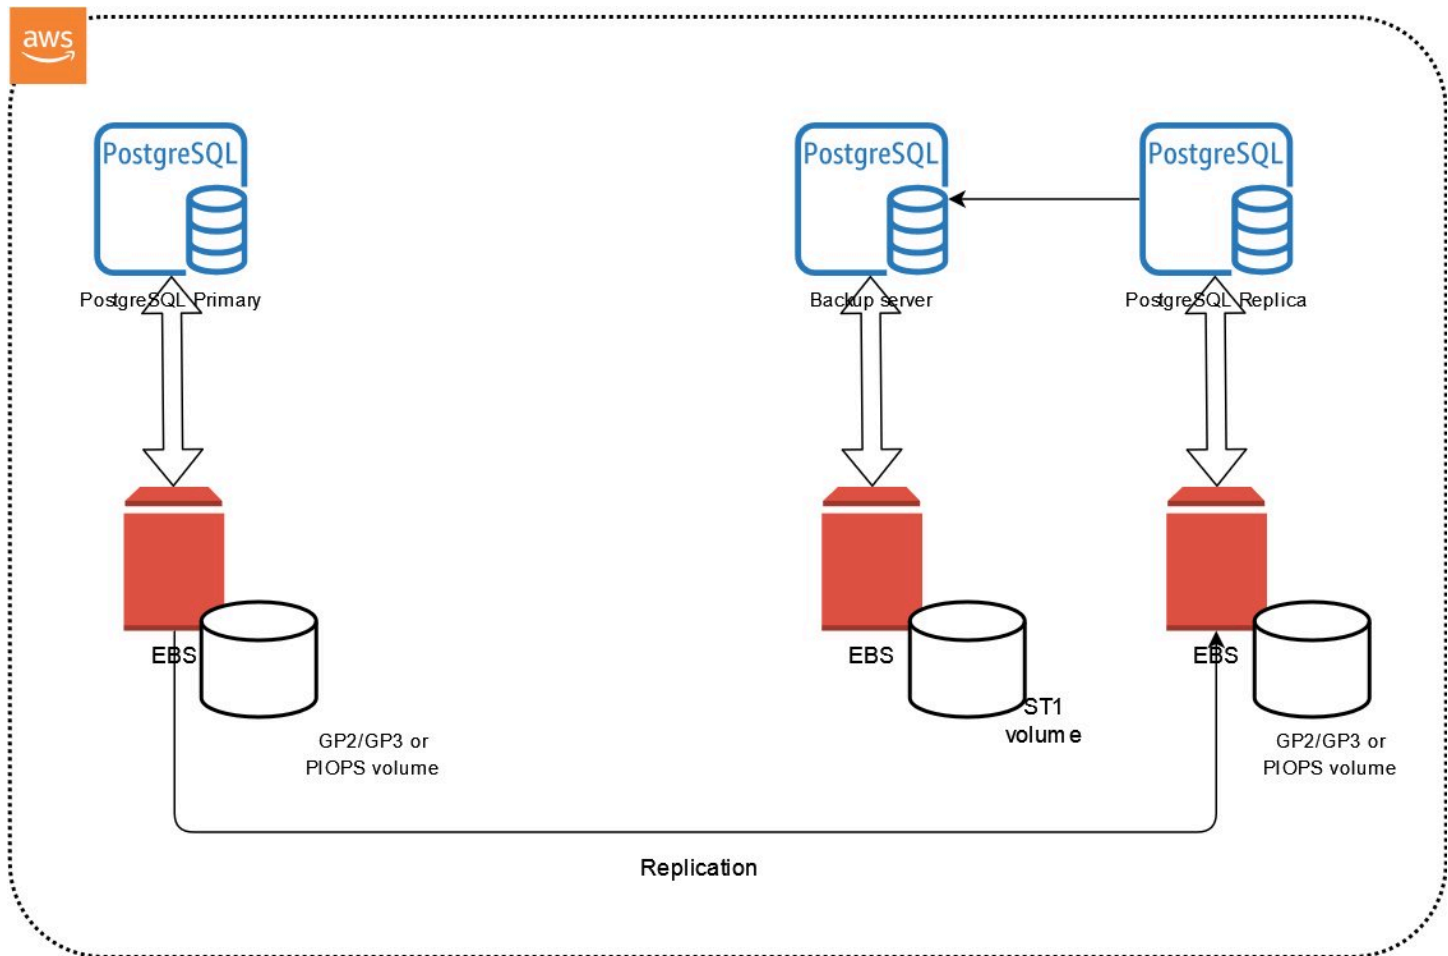 aws
PostgreSQL
PostgreSQL
PostgreSQL
PostgreSQL Primary
Backup server
PostgreSQL Replica
EBS
EBS
EBS
ST1
volume
GP2/GP3 or
PIOPS volume
GP2/GP3 or
PIOPS volume
Replication